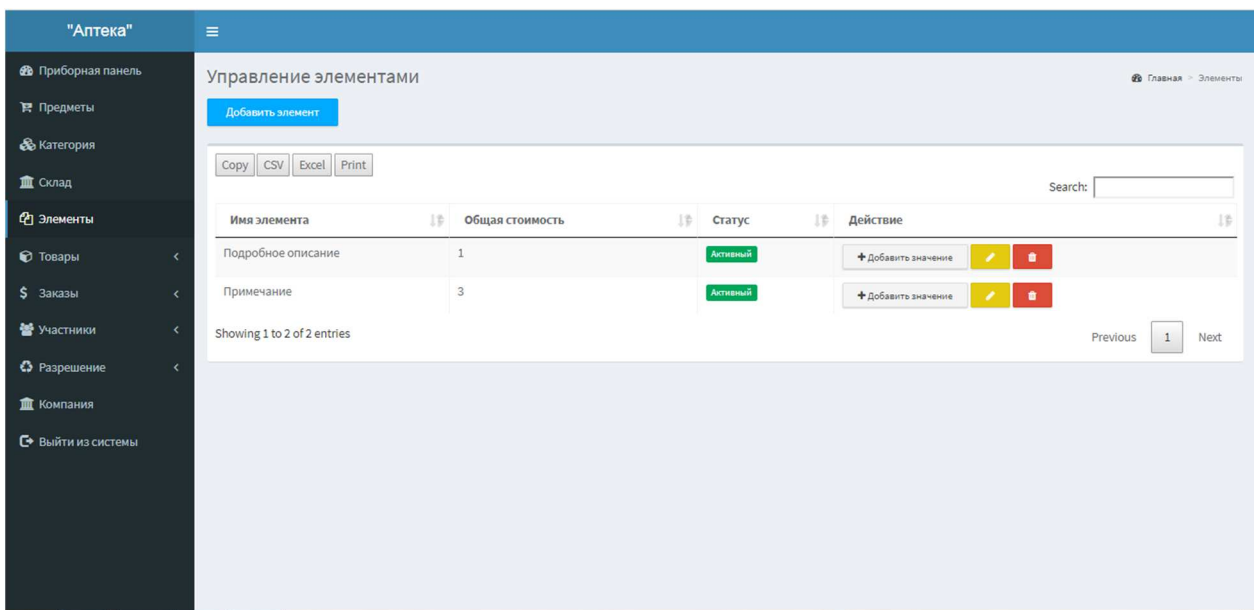 "Аптека"
Приборная панель
Предметы
Категория
Склад
Элементы
Товары
Заказы
Участники
Разрешение
Компания
Выйти из системы
Управление элементами
Главная > Элементы
Добавить элемент
Copy CSV Excel Print
Search:
Имя элемента Общая стоимость Статус Действие
Подробное описание 1 Активный Добавить значение
Примечание 3 Активный Добавить значение
Showing 1 to 2 of 2 entries
Previous 1 Next